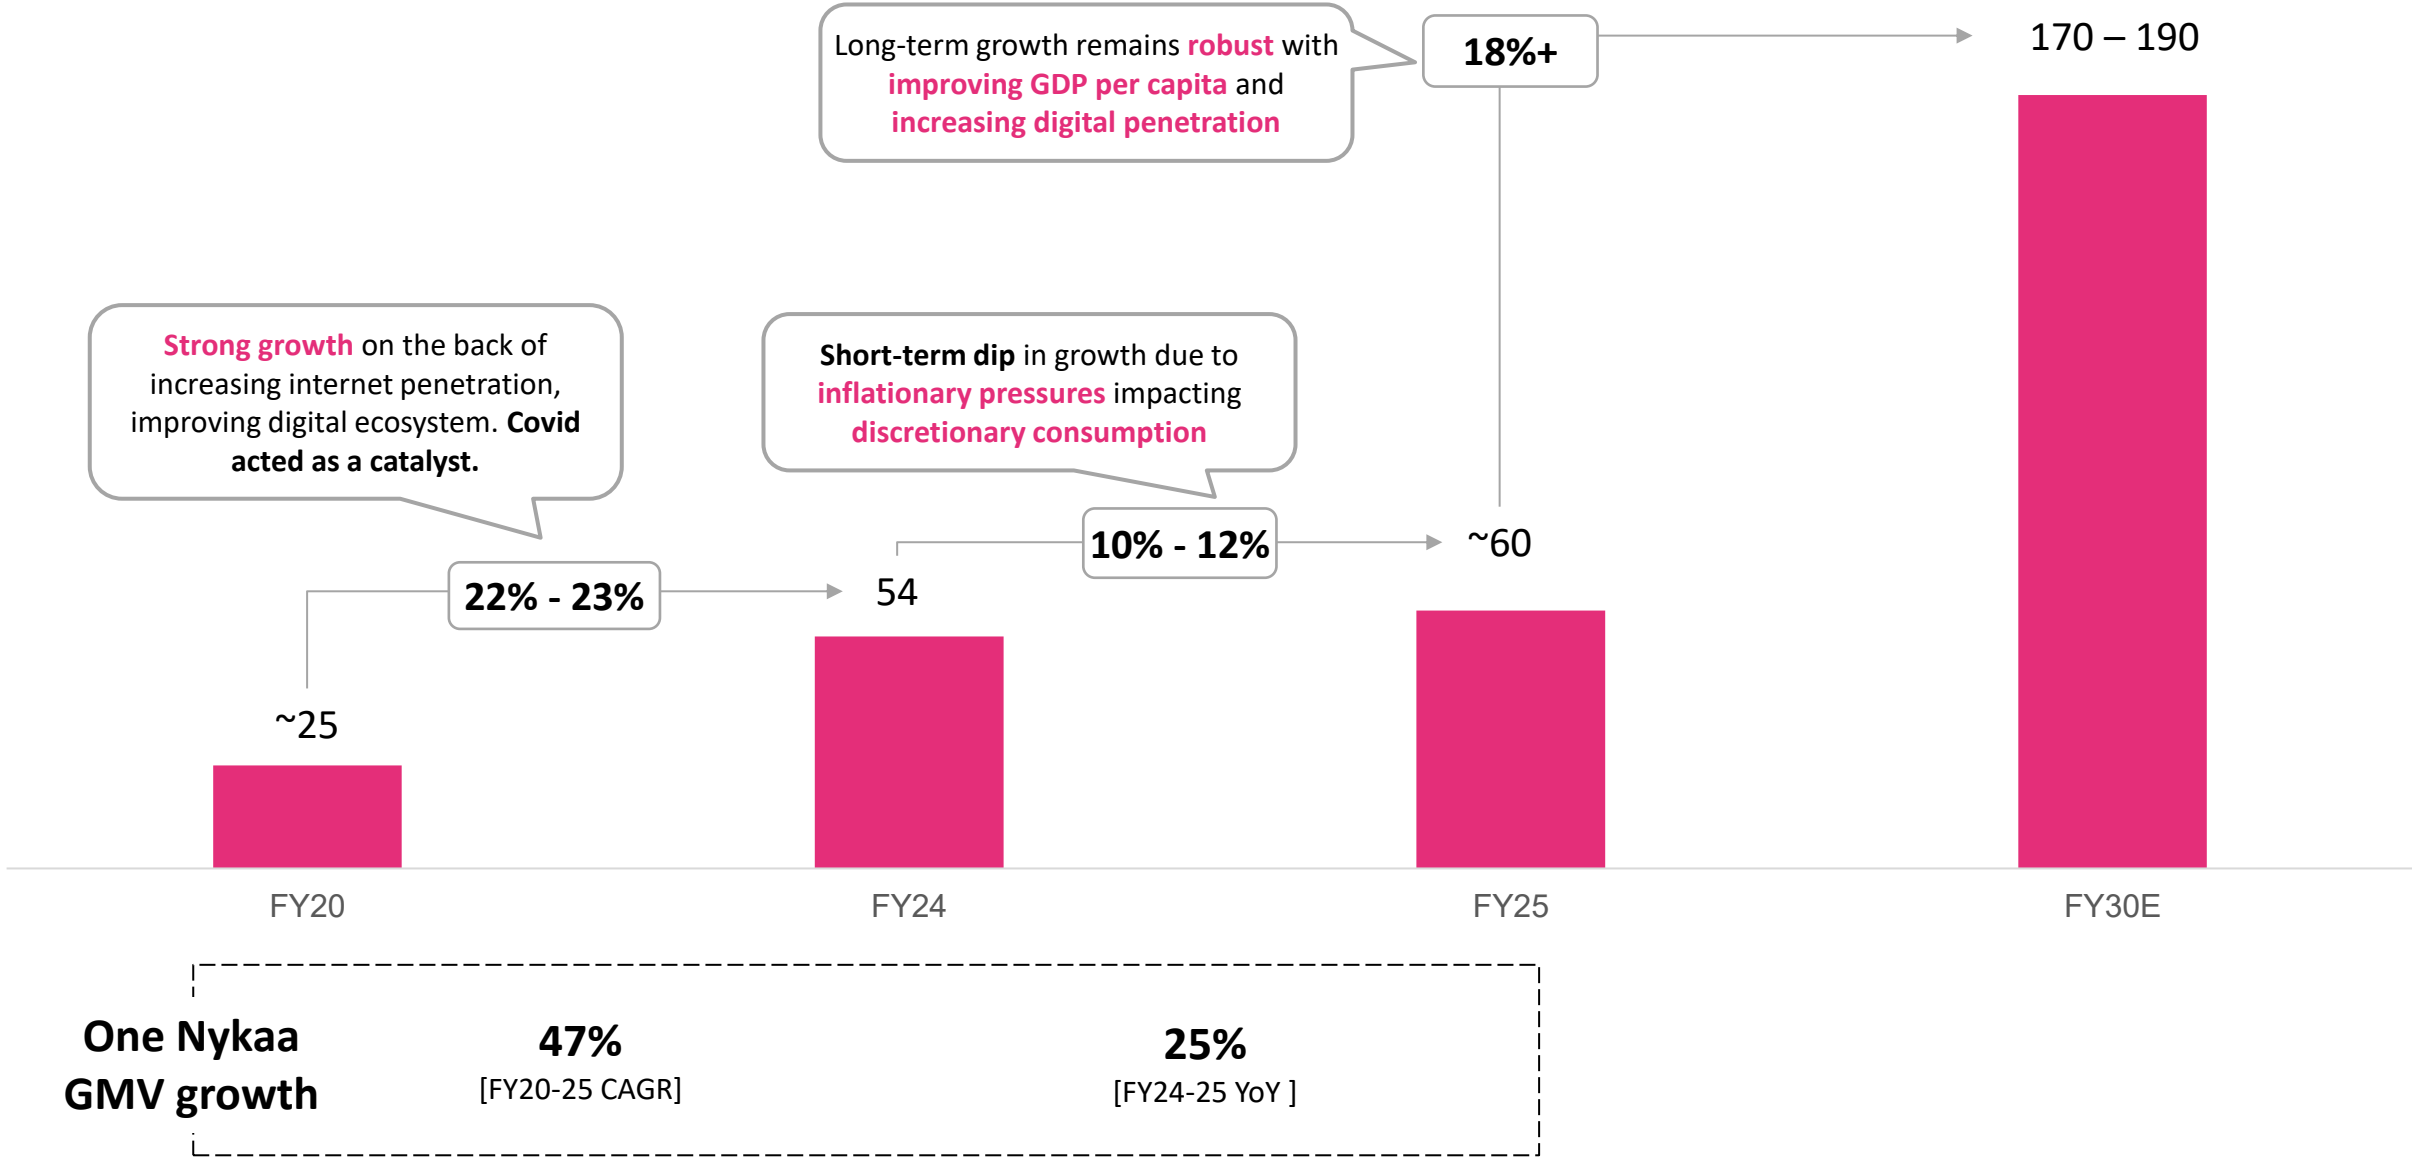 Long-term growth remains robust with
improving GDP per capita and
increasing digital penetration
18%+
170 – 190
Strong growth on the back of
increasing internet penetration,
improving digital ecosystem. Covid
acted as a catalyst.
Short-term dip in growth due to
inflationary pressures impacting
discretionary consumption
22% - 23%
10% - 12%
~25
54
~60
FY20
FY24
FY25
FY30E
One Nykaa
GMV growth
47%
[FY20-25 CAGR]
25%
[FY24-25 YoY ]